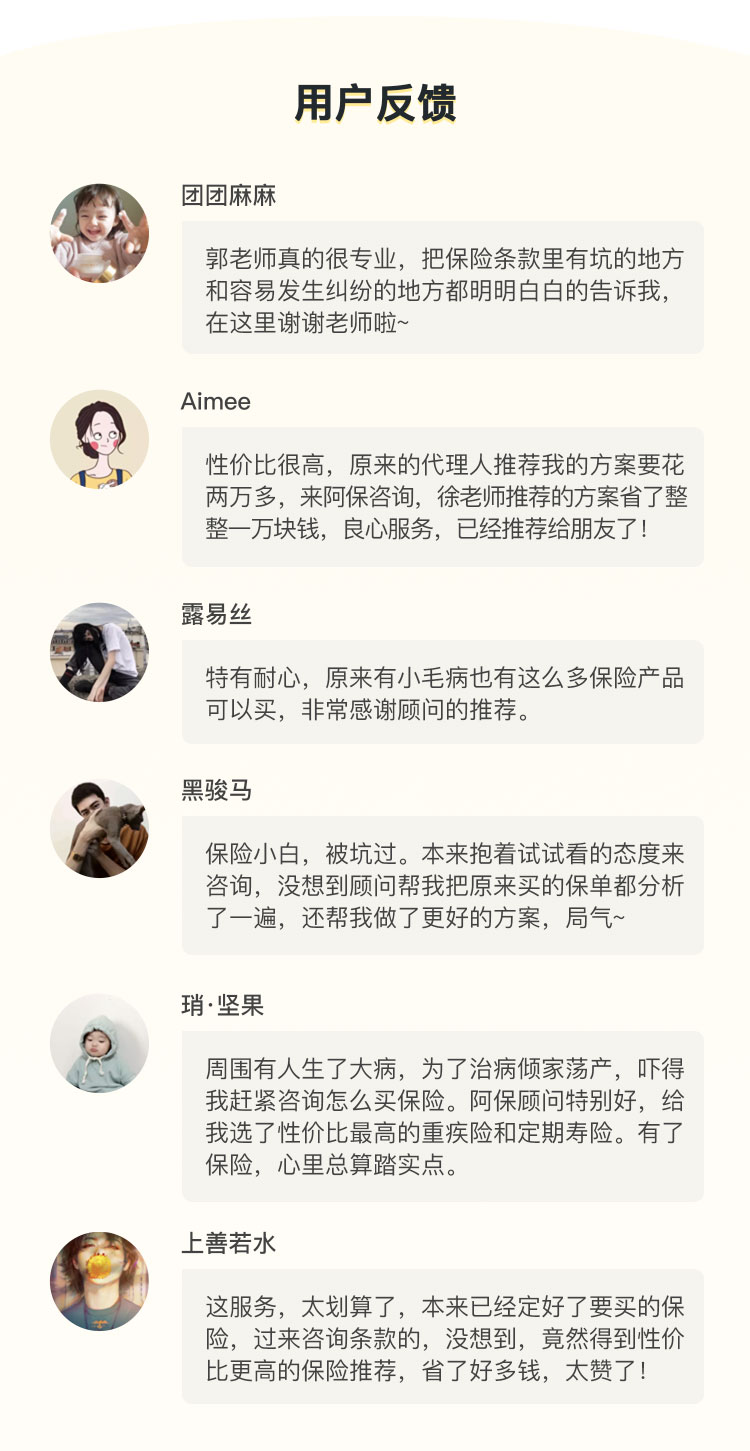 用户反馈
团团麻麻
郭老师真的很专业，把保险条款里有坑的地方
和容易发生纠纷的地方都明明白白的告诉我，
在这里谢谢老师啦~
Aimee
性价比很高，原来的代理人推荐我的方案要花
两万多，来阿保咨询，徐老师推荐的方案省了整
整一万块钱，良心服务，已经推荐给朋友了！
露易丝
特有耐心，原来有小毛病也有这么多保险产品
可以买，非常感谢顾问的推荐。
黑骏马
保险小白，被坑过。本来抱着试试看的态度来
咨询，没想到顾问帮我把原来买的保单都分析
了一遍，还帮我做了更好的方案，局气~
琑·坚果
周围有人生了大病，为了治病倾家荡产，吓得
我赶紧咨询怎么买保险。阿保顾问特别好，给
我选了性价比最高的重疾险和定期寿险。有了
保险，心里总算踏实点。
上善若水
这服务，太划算了，本来已经定好了要买的保
险，过来咨询条款的，没想到，竟然得到性价
比更高的保险推荐，省了好多钱，太赞了！